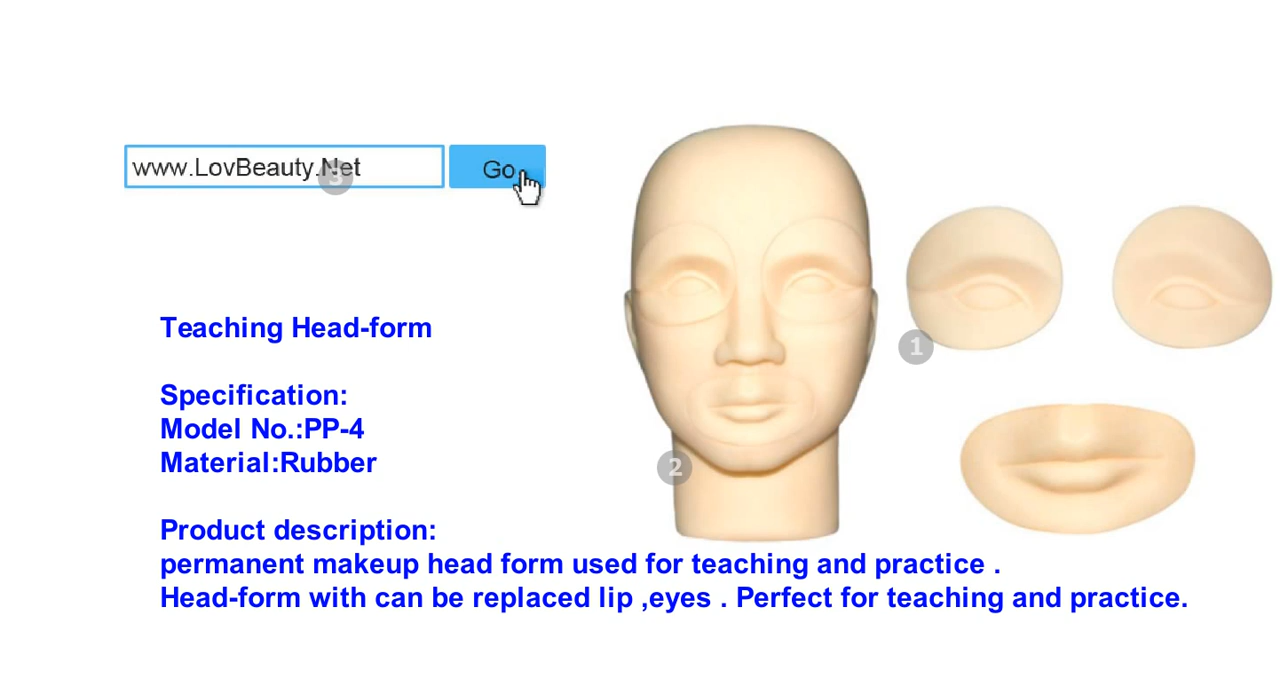 www.LovBeauty.Net
Go
3
Teaching Head-form
1
Specification:
Model No.:PP-4
Material:Rubber
2
Product description:
permanent makeup head form used for teaching and practice .
Head-form with can be replaced lip ,eyes . Perfect for teaching and practice.